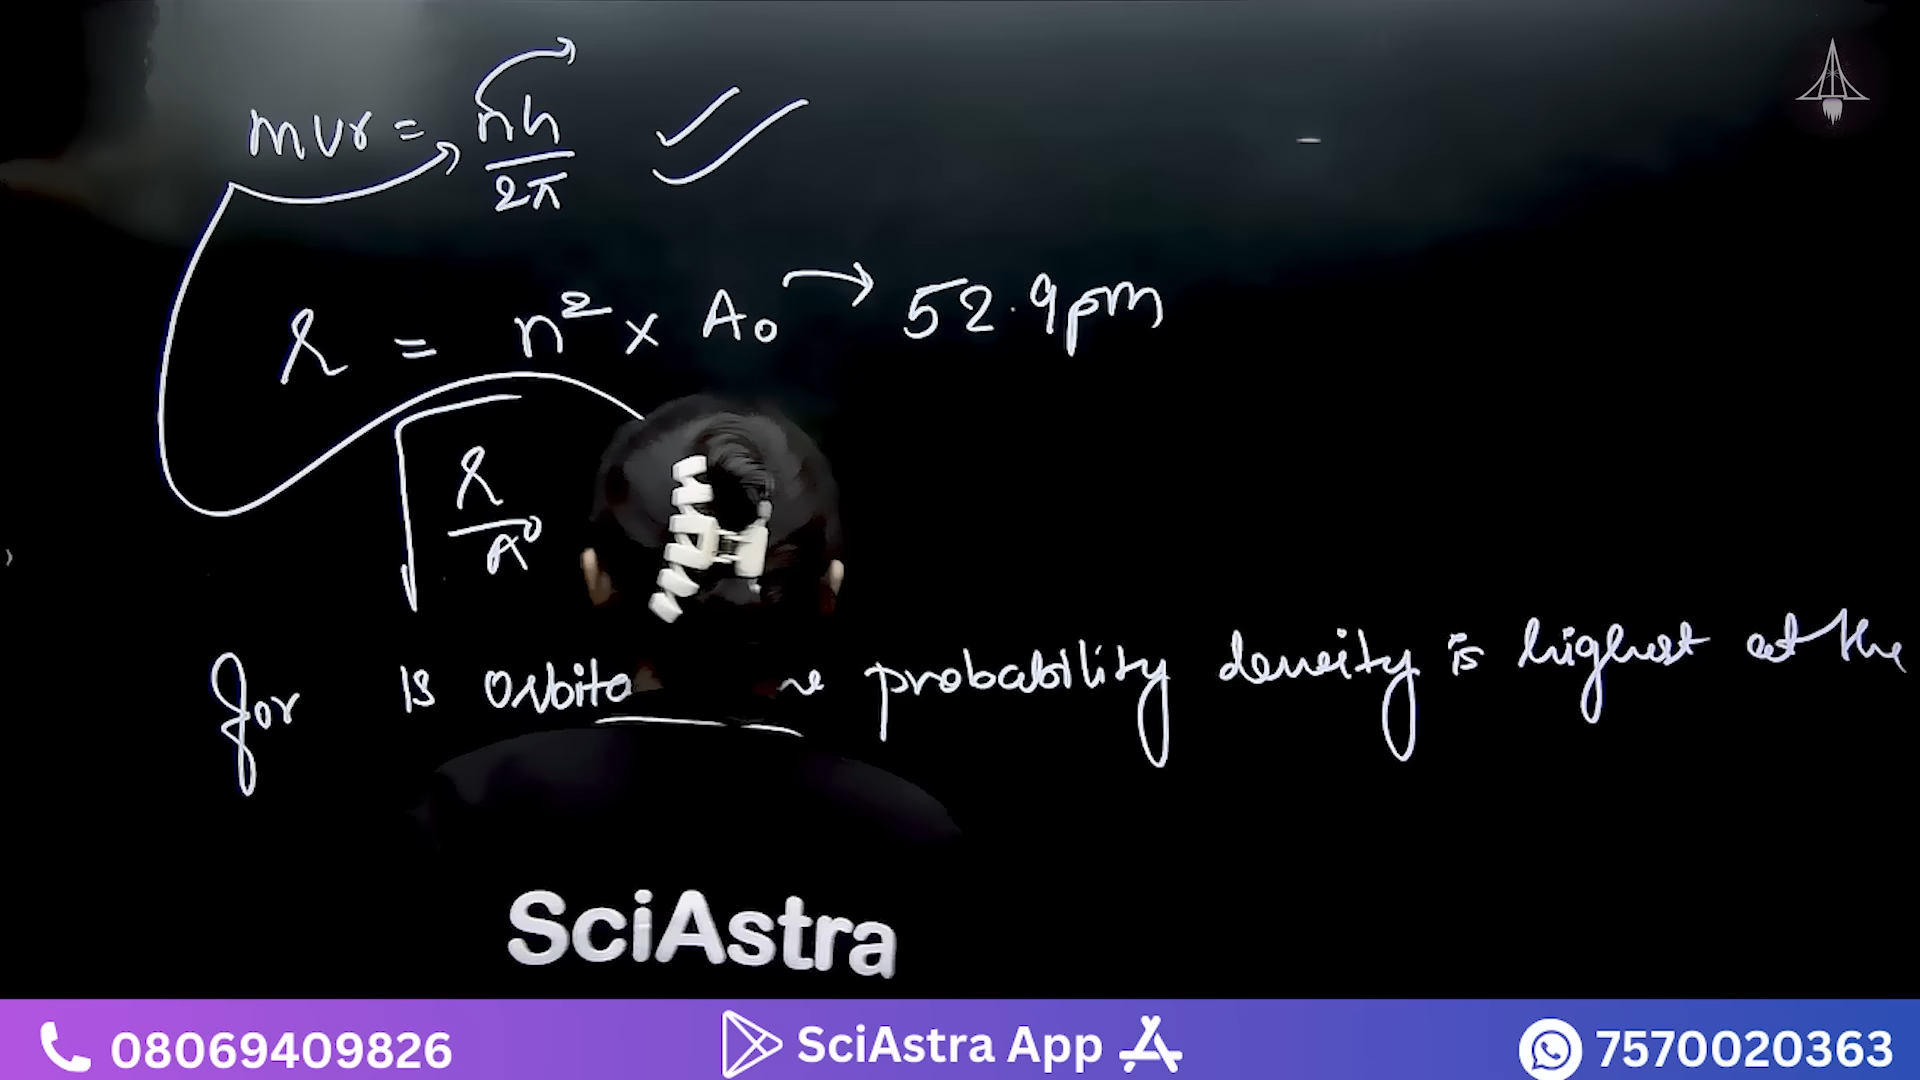 mvr = nh
2π
r = n² x A₀ → 52.9pm
r
A⁰
for 1s probability density is highest at the
SciAstra
08069409826 SciAstra App 7570020363